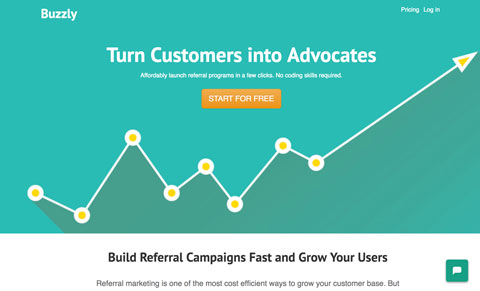 Buzzly
Pricing Log in
Turn Customers into Advocates
Affordably launch referral programs in a few clicks. No coding skills required.
START FOR FREE
Build Referral Campaigns Fast and Grow Your Users
Referral marketing is one of the most cost efficient ways to grow your customer base. But